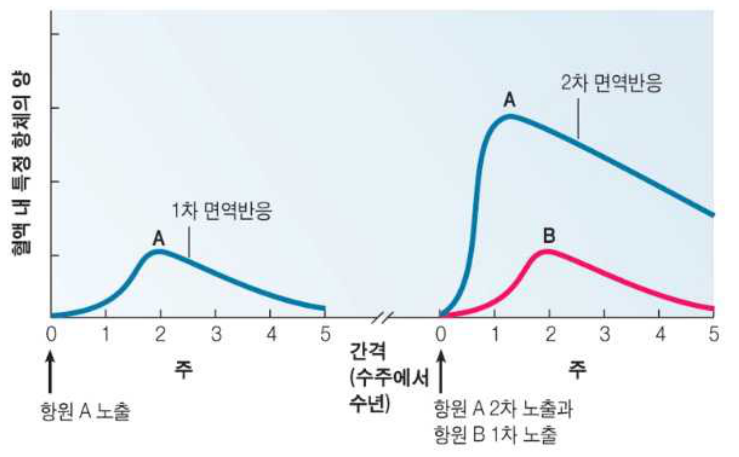 혈액 내 특정 항체의 양
1차 면역반응
A
2차 면역반응
A
B
0 1 2 3 4 5
0 1 2 3 4 5
주
간격
(수주에서
수년)
주
항원 A 노출
항원 A 2차 노출과
항원 B 1차 노출